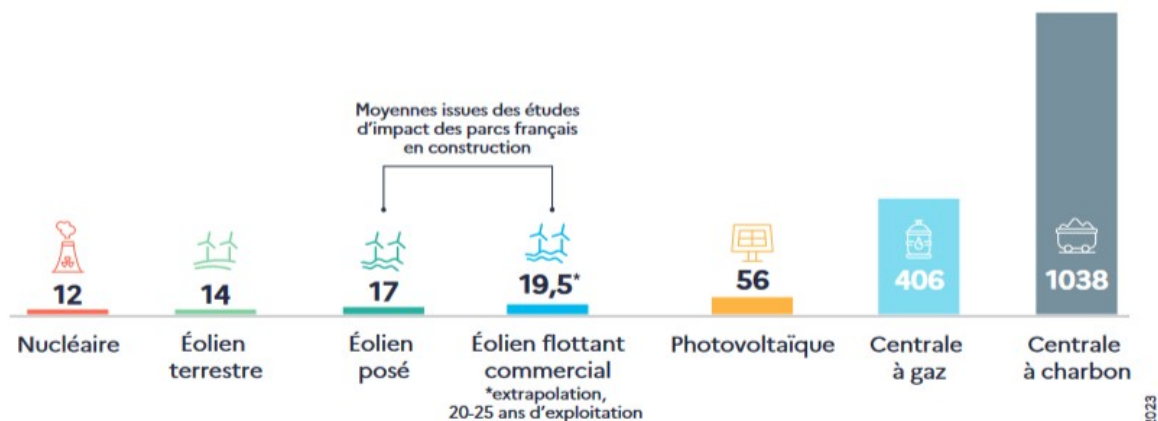 Moyennes issues des études
d'impact des parcs français
en construction
12
14
17
19,5*
56
406
1038
Nucléaire
Éolien
terrestre
Éolien
posé
Éolien flottant
commercial
*extrapolation,
20-25 ans d'exploitation
Photovoltaïque
Centrale
à gaz
Centrale
à charbon
2023